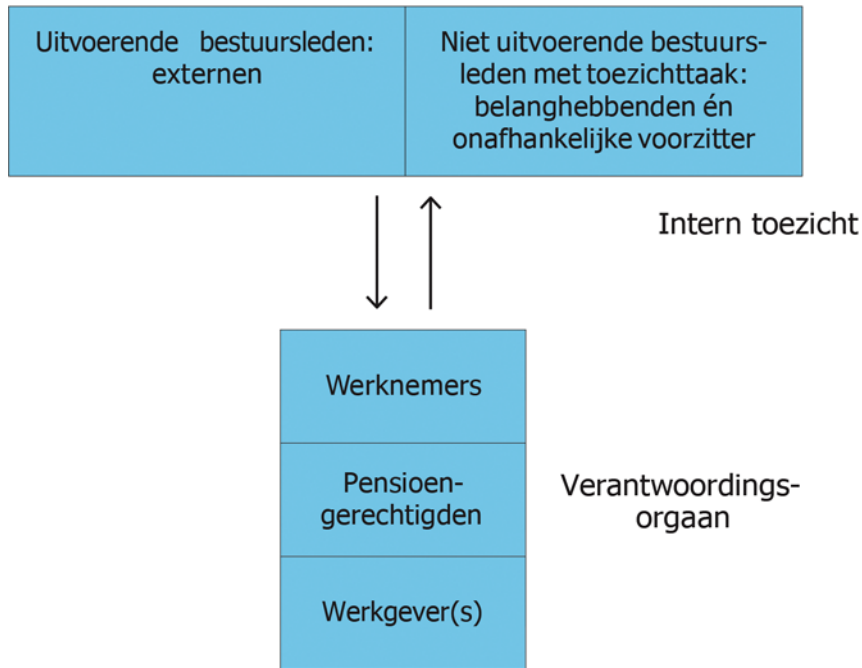 Uitvoerende bestuursleden:
externen
Niet uitvoerende bestuurs-
leden met toezichttaak:
belanghebbenden én
onafhankelijke voorzitter
Intern toezicht
Werknemers
Pensioen-
gerechtigden
Verantwoordings-
orgaan
Werkgever(s)